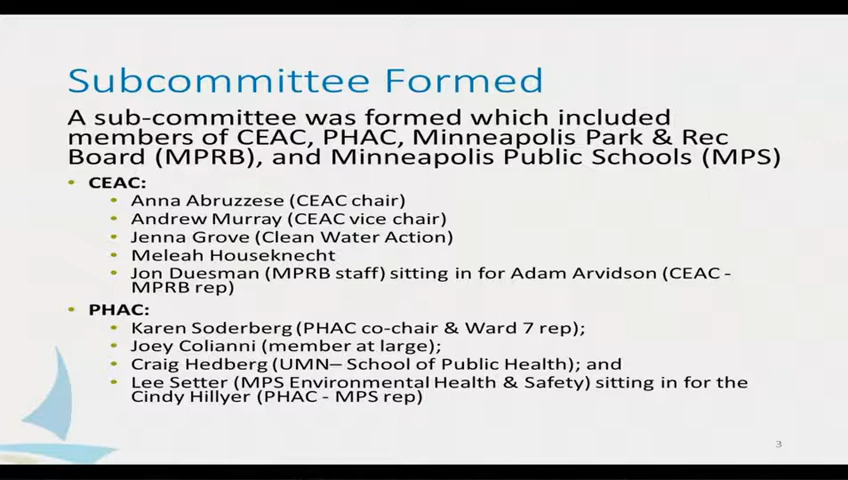 Subcommittee Formed
A sub-committee was formed which included
members of CEAC, PHAC, Minneapolis Park & Rec
Board (MPRB), and Minneapolis Public Schools (MPS)
• CEAC:
• Anna Abruzzese (CEAC chair)
• Andrew Murray (CEAC vice chair)
• Jenna Grove (Clean Water Action)
• Meleah Houseknecht
• Jon Duesman (MPRB staff) sitting in for Adam Arvidson (CEAC -
MPRB rep)
• PHAC:
• Karen Soderberg (PHAC co-chair & Ward 7 rep);
• Joey Colianni (member at large);
• Craig Hedberg (UMN– School of Public Health); and
• Lee Setter (MPS Environmental Health & Safety) sitting in for the
Cindy Hillyer (PHAC - MPS rep)
3